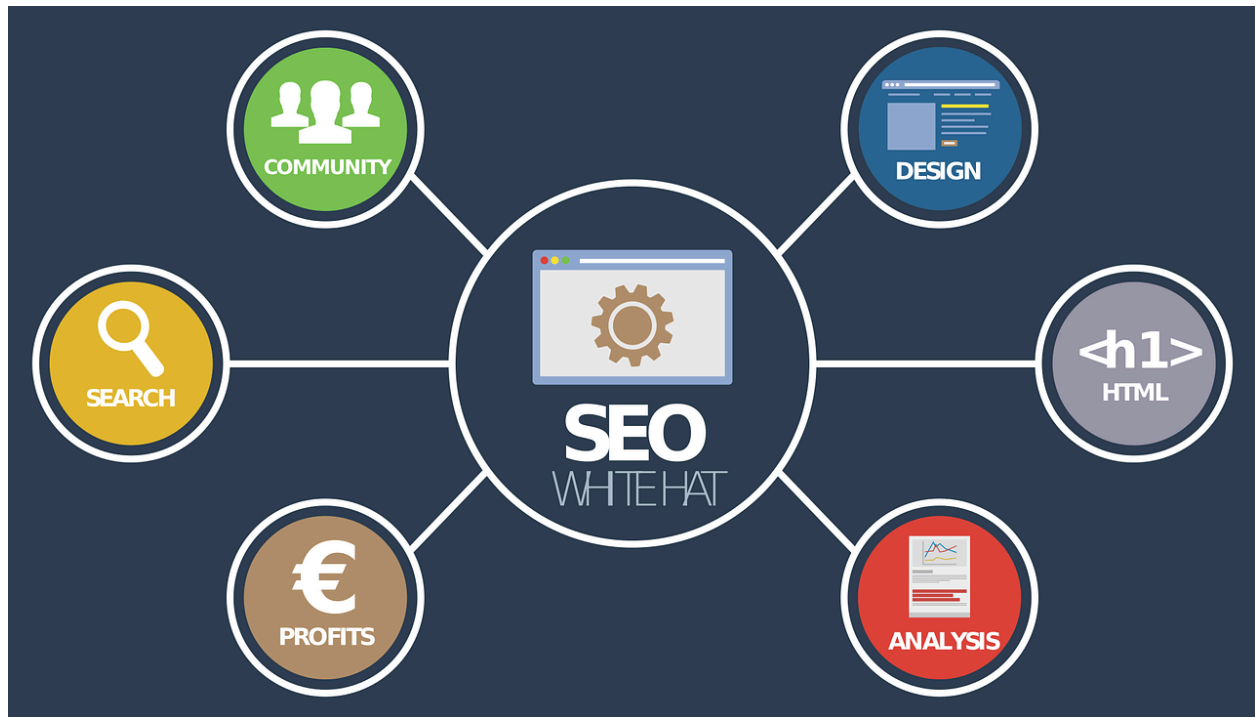 COMMUNITY
DESIGN
SEARCH
SEO
WHITE HAT
<h1>
HTML
€
PROFITS
ANALYSIS